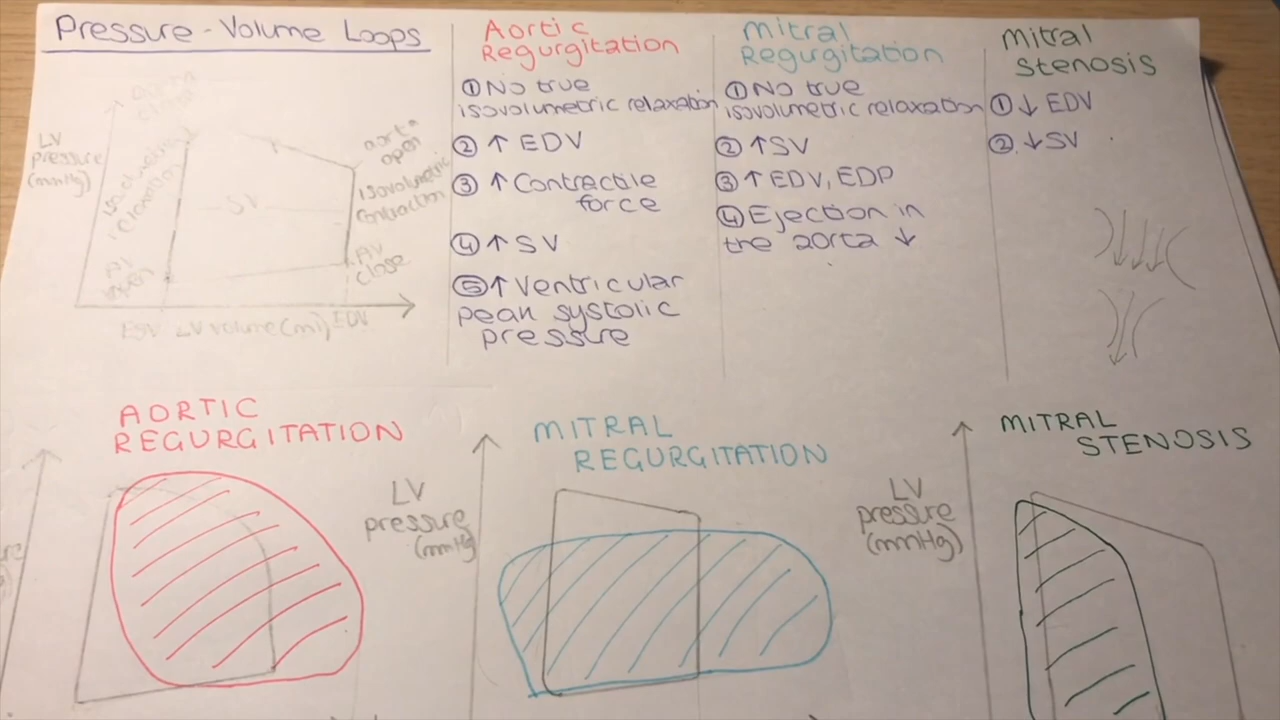 Pressure - Volume Loops
LV
pressure
(mmHg)
SV
aorta
open
isovolumetric
contraction
AV
close
ESV LV volume (ml) EDV
Aortic
Regurgitation
① No true
isovolumetric relaxation
② ↑ EDV
③ ↑ Contractile
force
④ ↑ SV
⑤ ↑ Ventricular
peak systolic
pressure
Mitral
Regurgitation
① No true
isovolumetric relaxation
② ↑ SV
③ ↑ EDV, EDP
④ Ejection in
the aorta ↓
Mitral
Stenosis
① ↓ EDV
② ↓ SV
AORTIC
REGURGITATION
LV
pressure
(mmHg)
MITRAL
REGURGITATION
LV
pressure
(mmHg)
MITRAL
STENOSIS